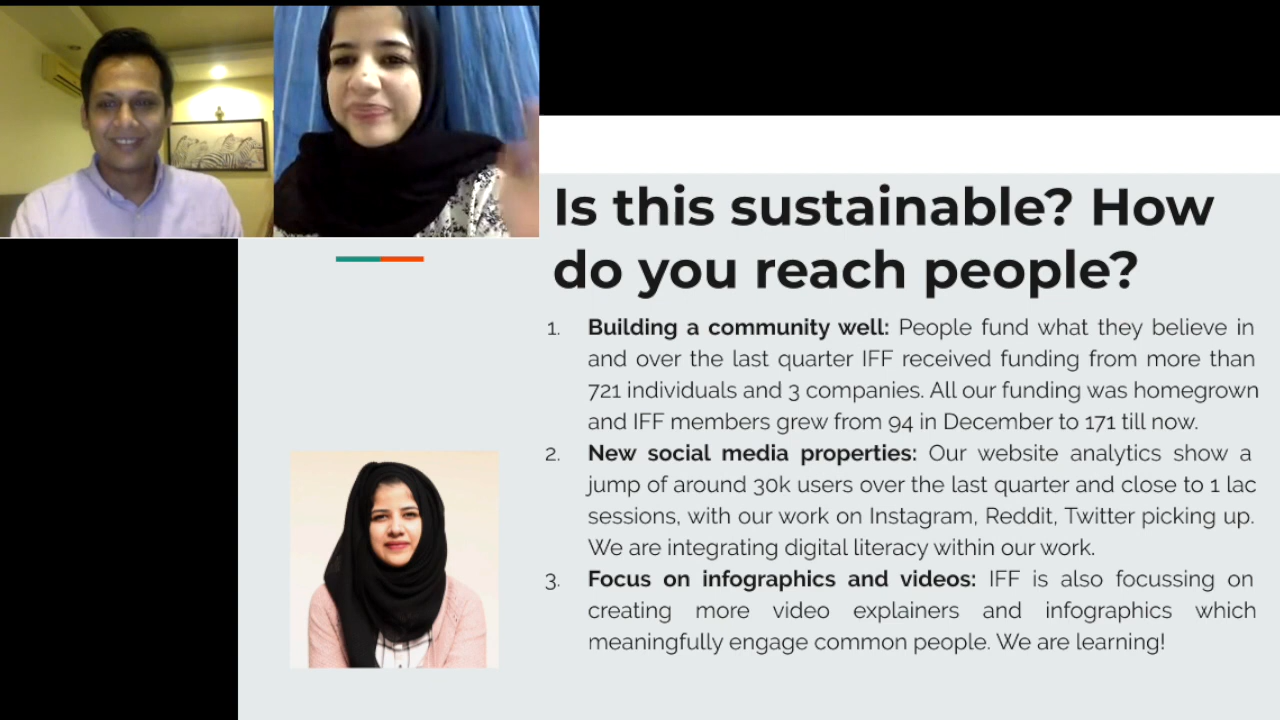 Is this sustainable? How
do you reach people?
1. Building a community well: People fund what they believe in
and over the last quarter IFF received funding from more than
721 individuals and 3 companies. All our funding was homegrown
and IFF members grew from 94 in December to 171 till now.
2. New social media properties: Our website analytics show a
jump of around 30k users over the last quarter and close to 1 lac
sessions, with our work on Instagram, Reddit, Twitter picking up.
We are integrating digital literacy within our work.
3. Focus on infographics and videos: IFF is also focussing on
creating more video explainers and infographics which
meaningfully engage common people. We are learning!